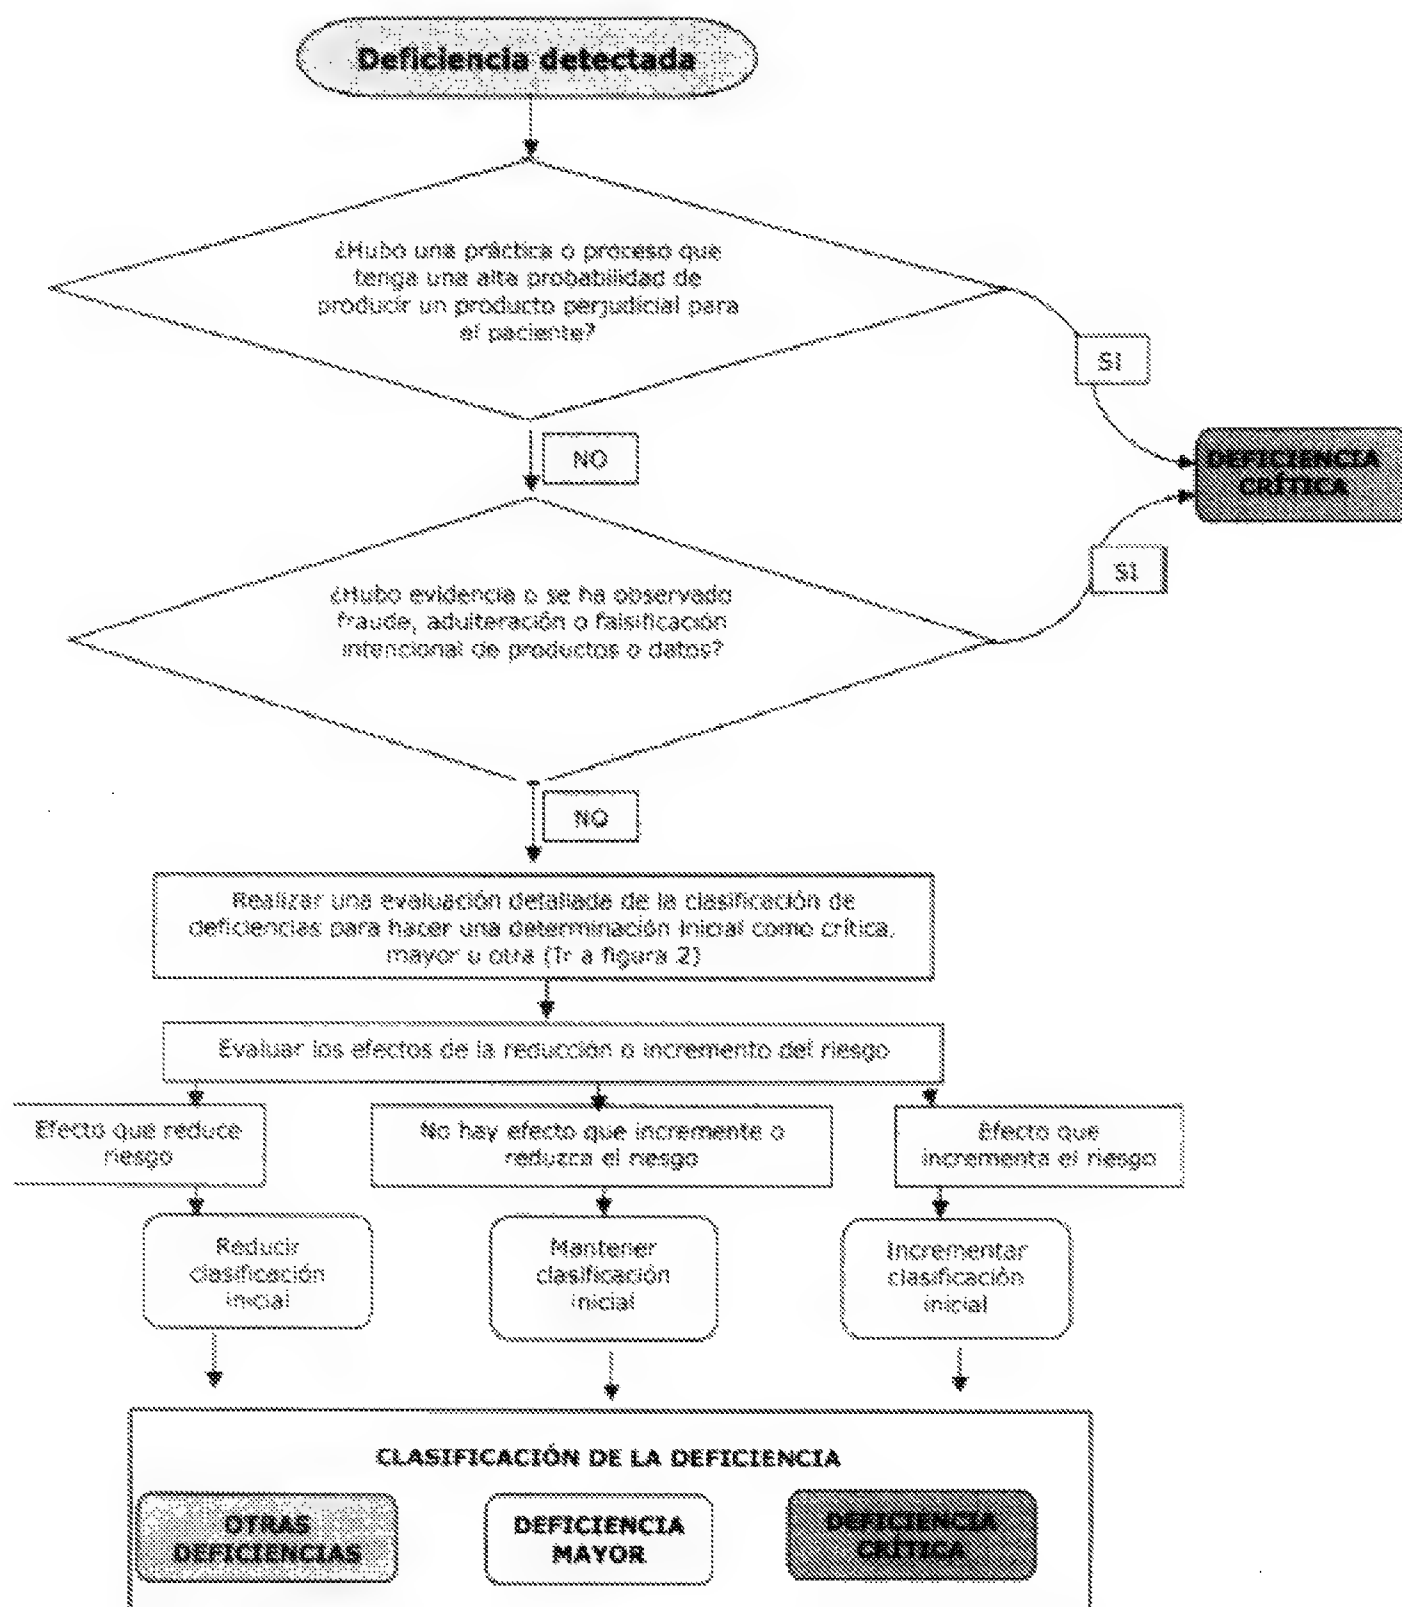 Deficiencia detectada
¿Hubo una práctica o proceso que
tenga una alta probabilidad de
producir un producto perjudicial para
el paciente?
SI
NO
DEFICIENCIA
CRÍTICA
SI
¿Hubo evidencia o se ha observado
fraude, adulteración o falsificación
intencional de productos o datos?
NO
Realizar una evaluación detallada de la clasificación de
deficiencias para hacer una determinación inicial como crítica,
mayor u otra (Ir a figura 2)
Evaluar los efectos de la reducción o incremento del riesgo
Efecto que reduce
riesgo
No hay efecto que incremente o
reduzca el riesgo
Efecto que
incrementa el riesgo
Reducir
clasificación
inicial
Mantener
clasificación
inicial
Incrementar
clasificación
inicial
CLASIFICACIÓN DE LA DEFICIENCIA
OTRAS
DEFICIENCIAS
DEFICIENCIA
MAYOR
DEFICIENCIA
CRÍTICA